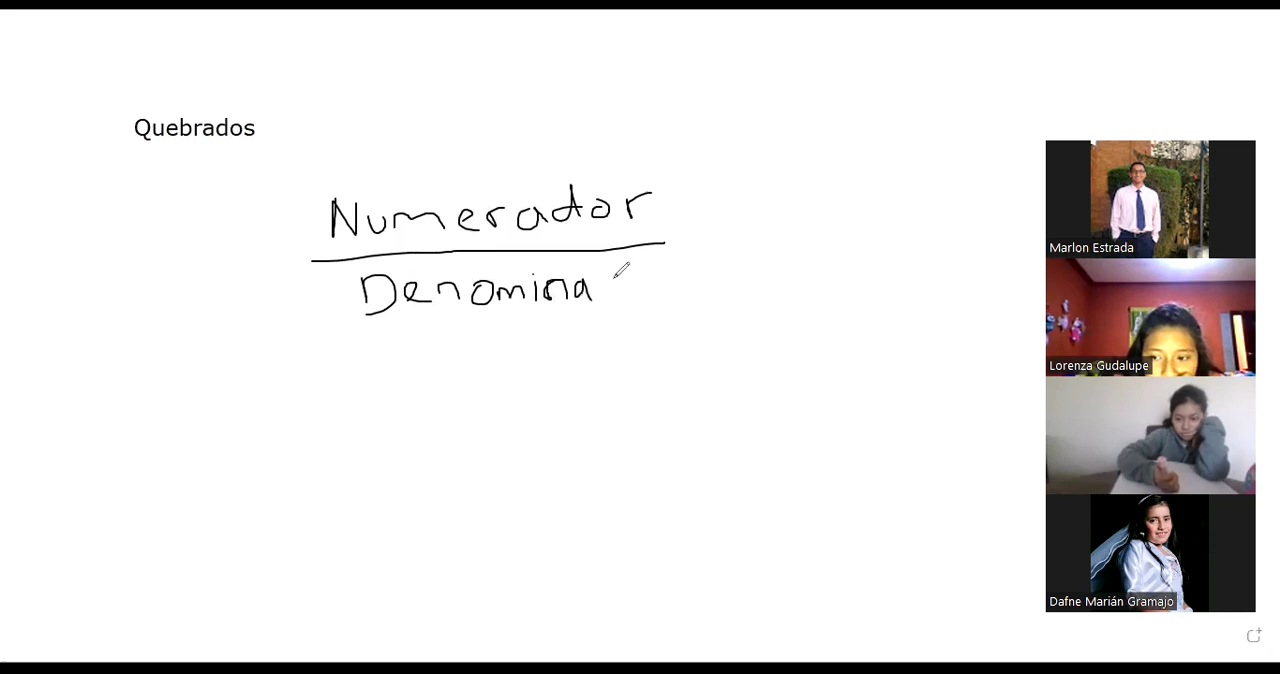 Quebrados
Numerador
Denomina
Marlon Estrada
Lorenza Gudalupe
Dafne Marián Gramajo